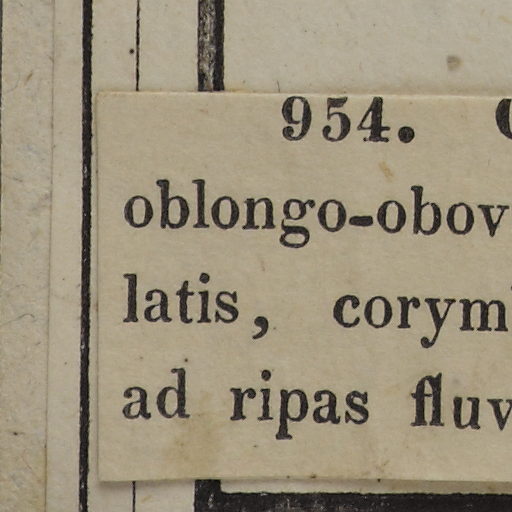 954.
oblongo-obov
latis, corym
ad ripas fluv